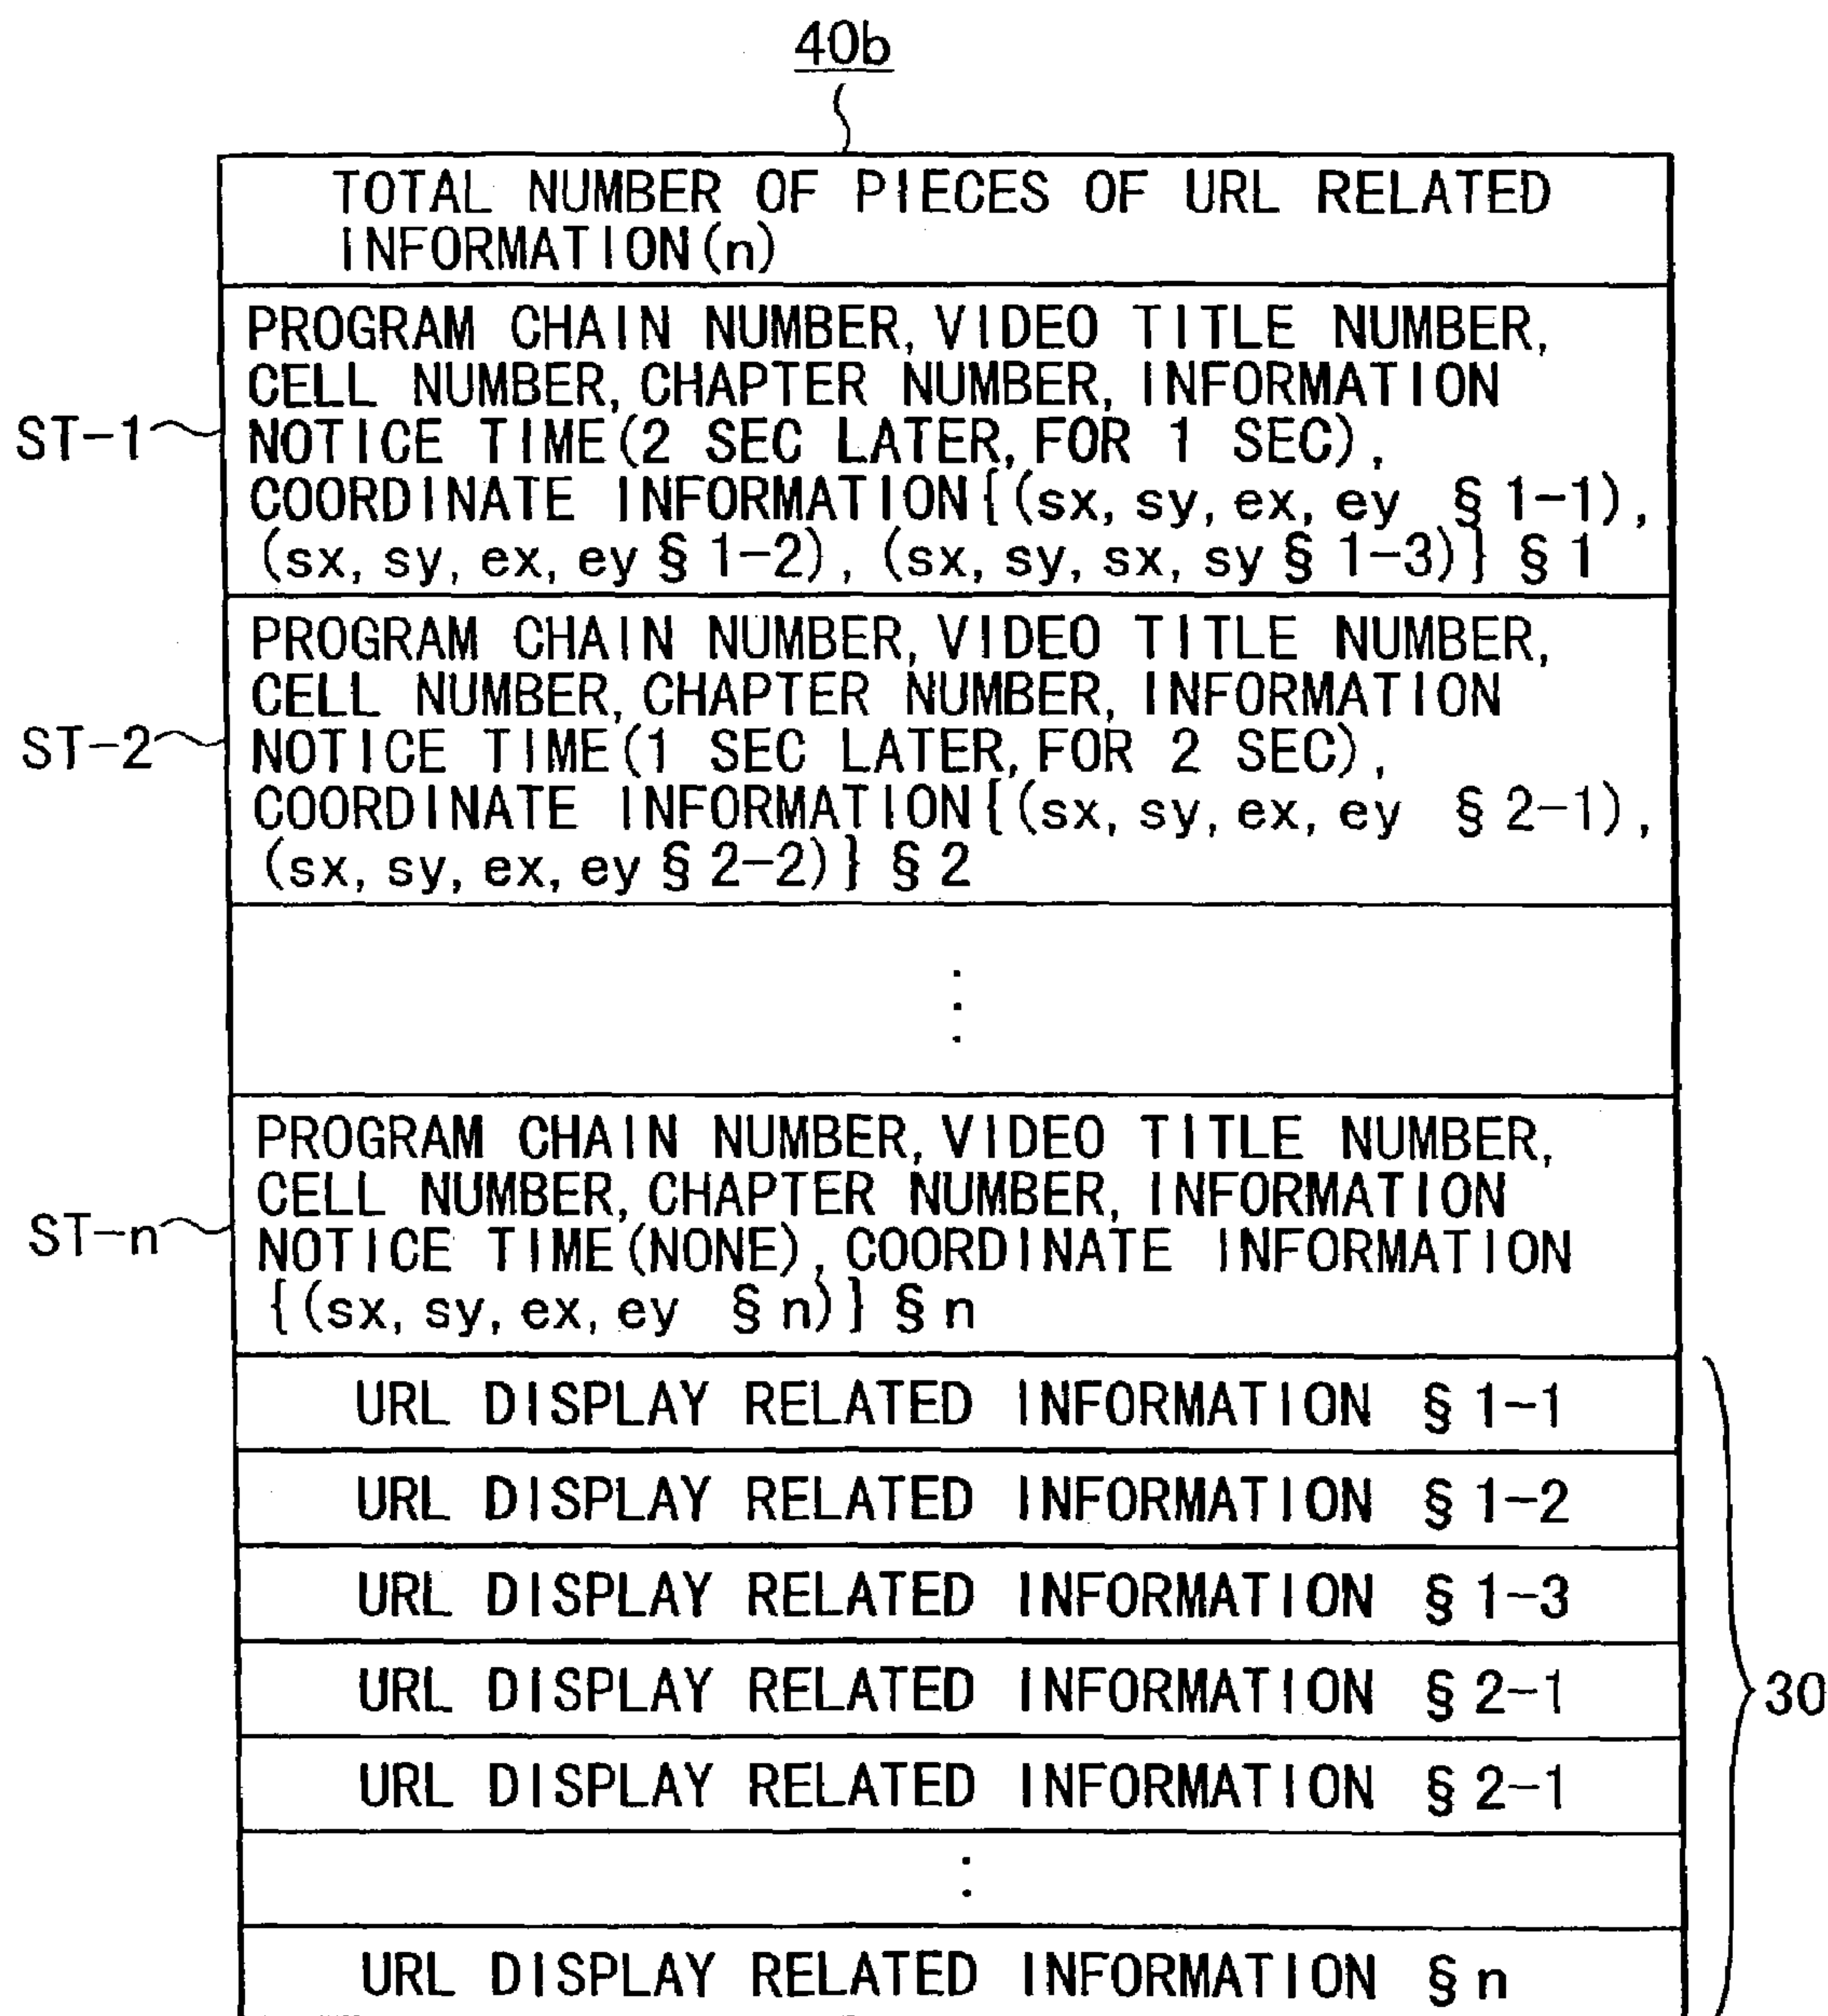 40b
TOTAL NUMBER OF PIECES OF URL RELATED
INFORMATION(n)
PROGRAM CHAIN NUMBER, VIDEO TITLE NUMBER,
CELL NUMBER, CHAPTER NUMBER, INFORMATION
ST-1 NOTICE TIME(2 SEC LATER, FOR 1 SEC),
COORDINATE INFORMATION{(sx, sy, ex, ey § 1-1),
(sx, sy, ex, ey § 1-2), (sx, sy, sx, sy § 1-3)} § 1
PROGRAM CHAIN NUMBER, VIDEO TITLE NUMBER,
CELL NUMBER, CHAPTER NUMBER, INFORMATION
ST-2 NOTICE TIME(1 SEC LATER, FOR 2 SEC),
COORDINATE INFORMATION{(sx, sy, ex, ey § 2-1),
(sx, sy, ex, ey § 2-2)} § 2
PROGRAM CHAIN NUMBER, VIDEO TITLE NUMBER,
CELL NUMBER, CHAPTER NUMBER, INFORMATION
ST-n NOTICE TIME(NONE), COORDINATE INFORMATION
{(sx, sy, ex, ey § n)} § n
URL DISPLAY RELATED INFORMATION § 1-1
URL DISPLAY RELATED INFORMATION § 1-2
URL DISPLAY RELATED INFORMATION § 1-3
URL DISPLAY RELATED INFORMATION § 2-1
30
URL DISPLAY RELATED INFORMATION § 2-1
URL DISPLAY RELATED INFORMATION § n